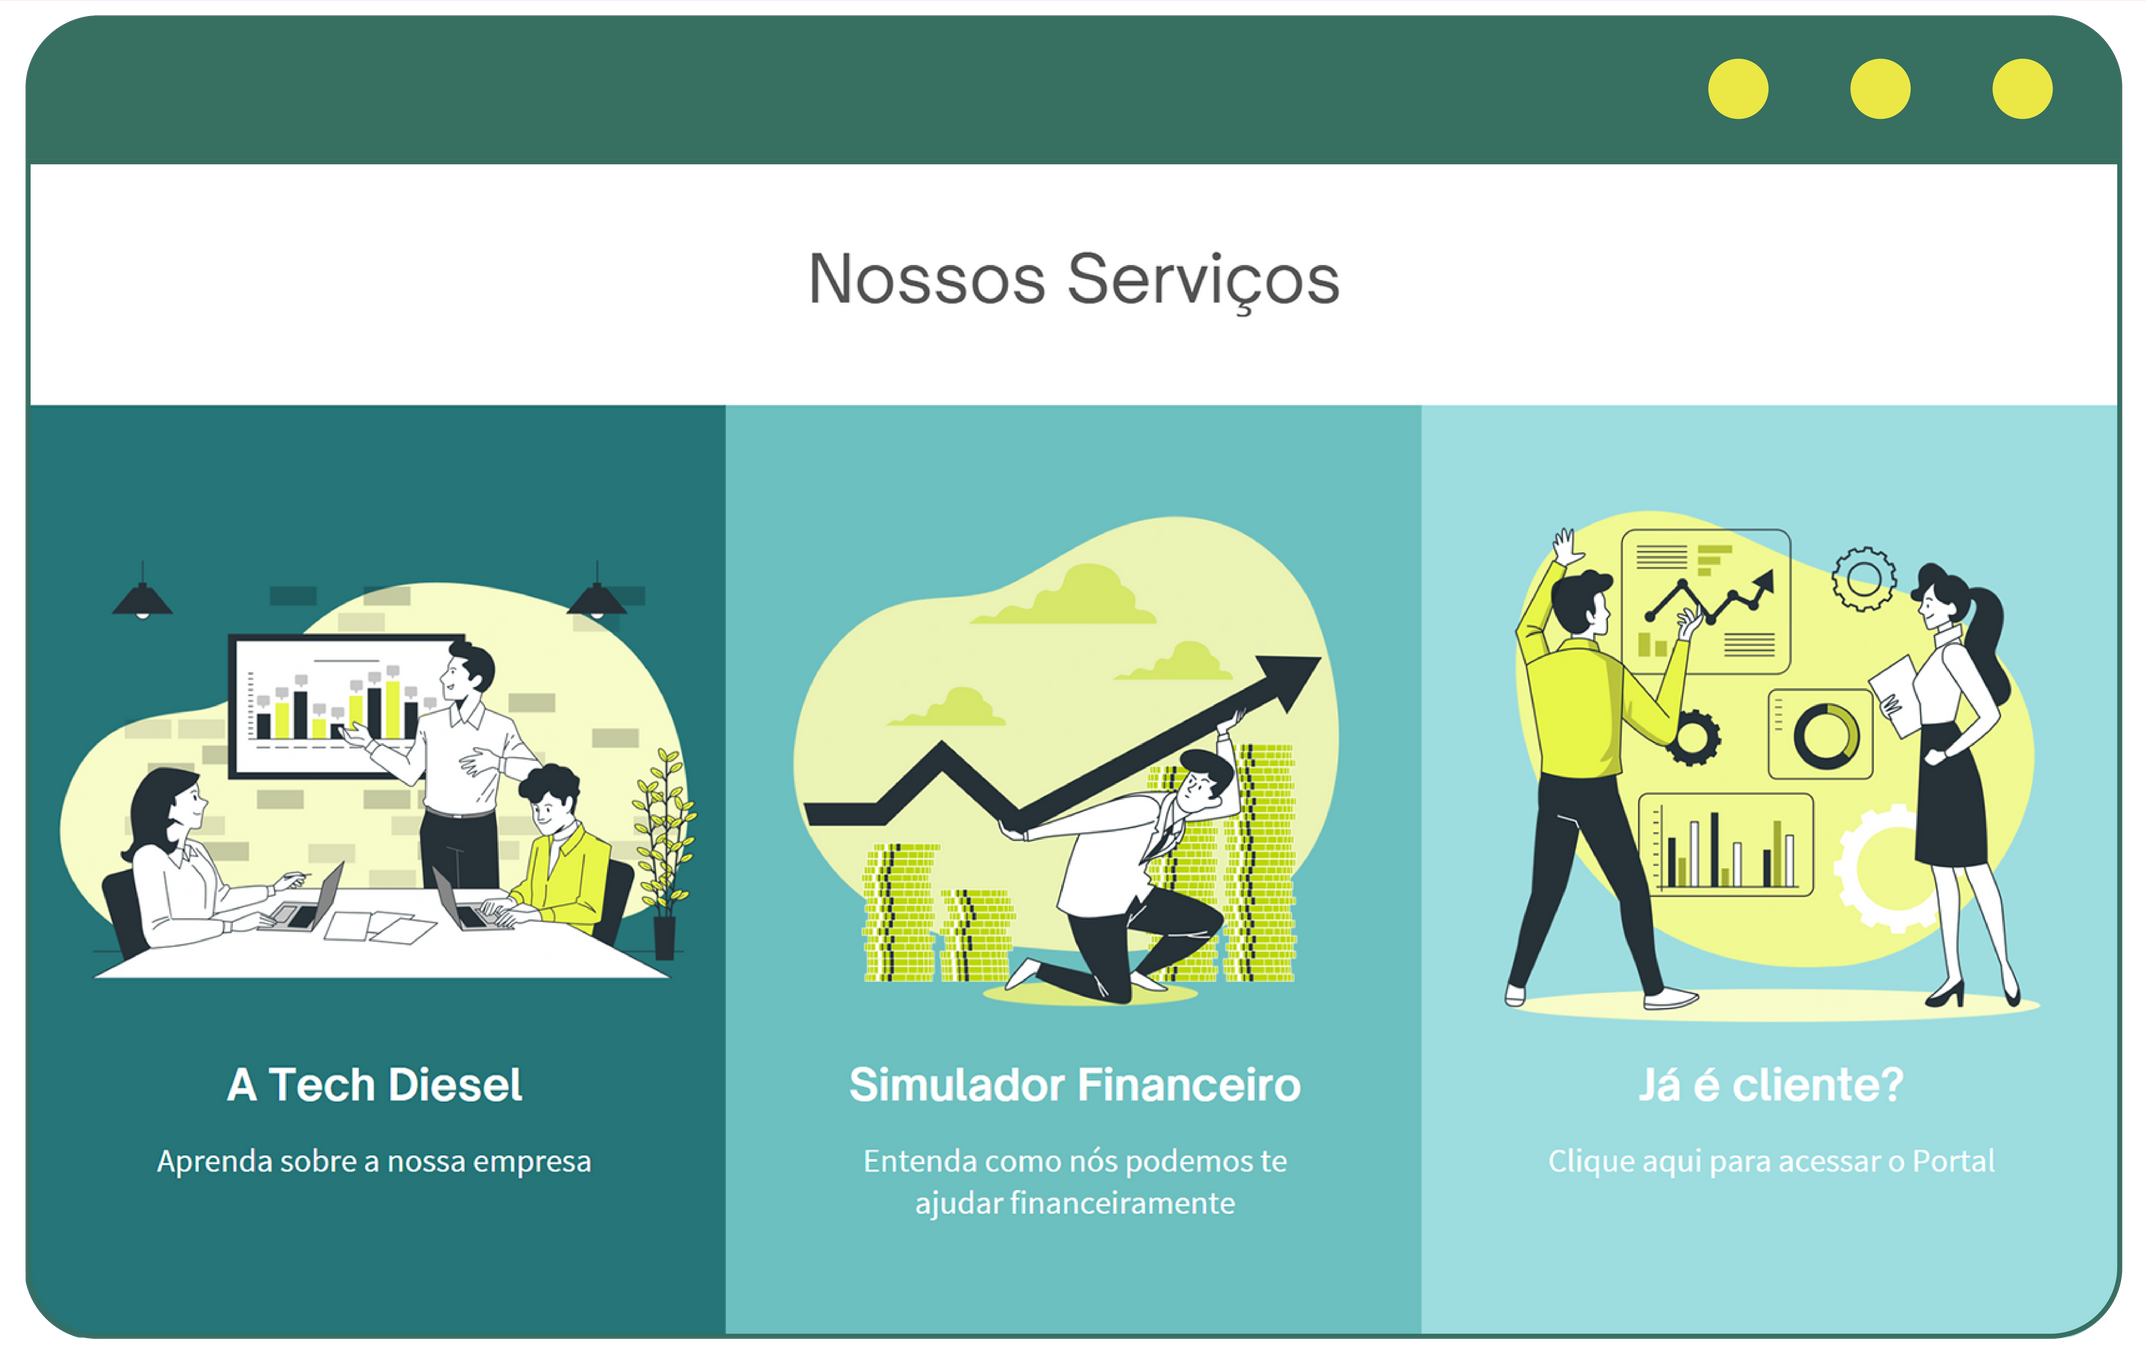 Nossos Serviços
A Tech Diesel
Aprenda sobre a nossa empresa
Simulador Financeiro
Entenda como nós podemos te
ajudar financeiramente
Já é cliente?
Clique aqui para acessar o Portal